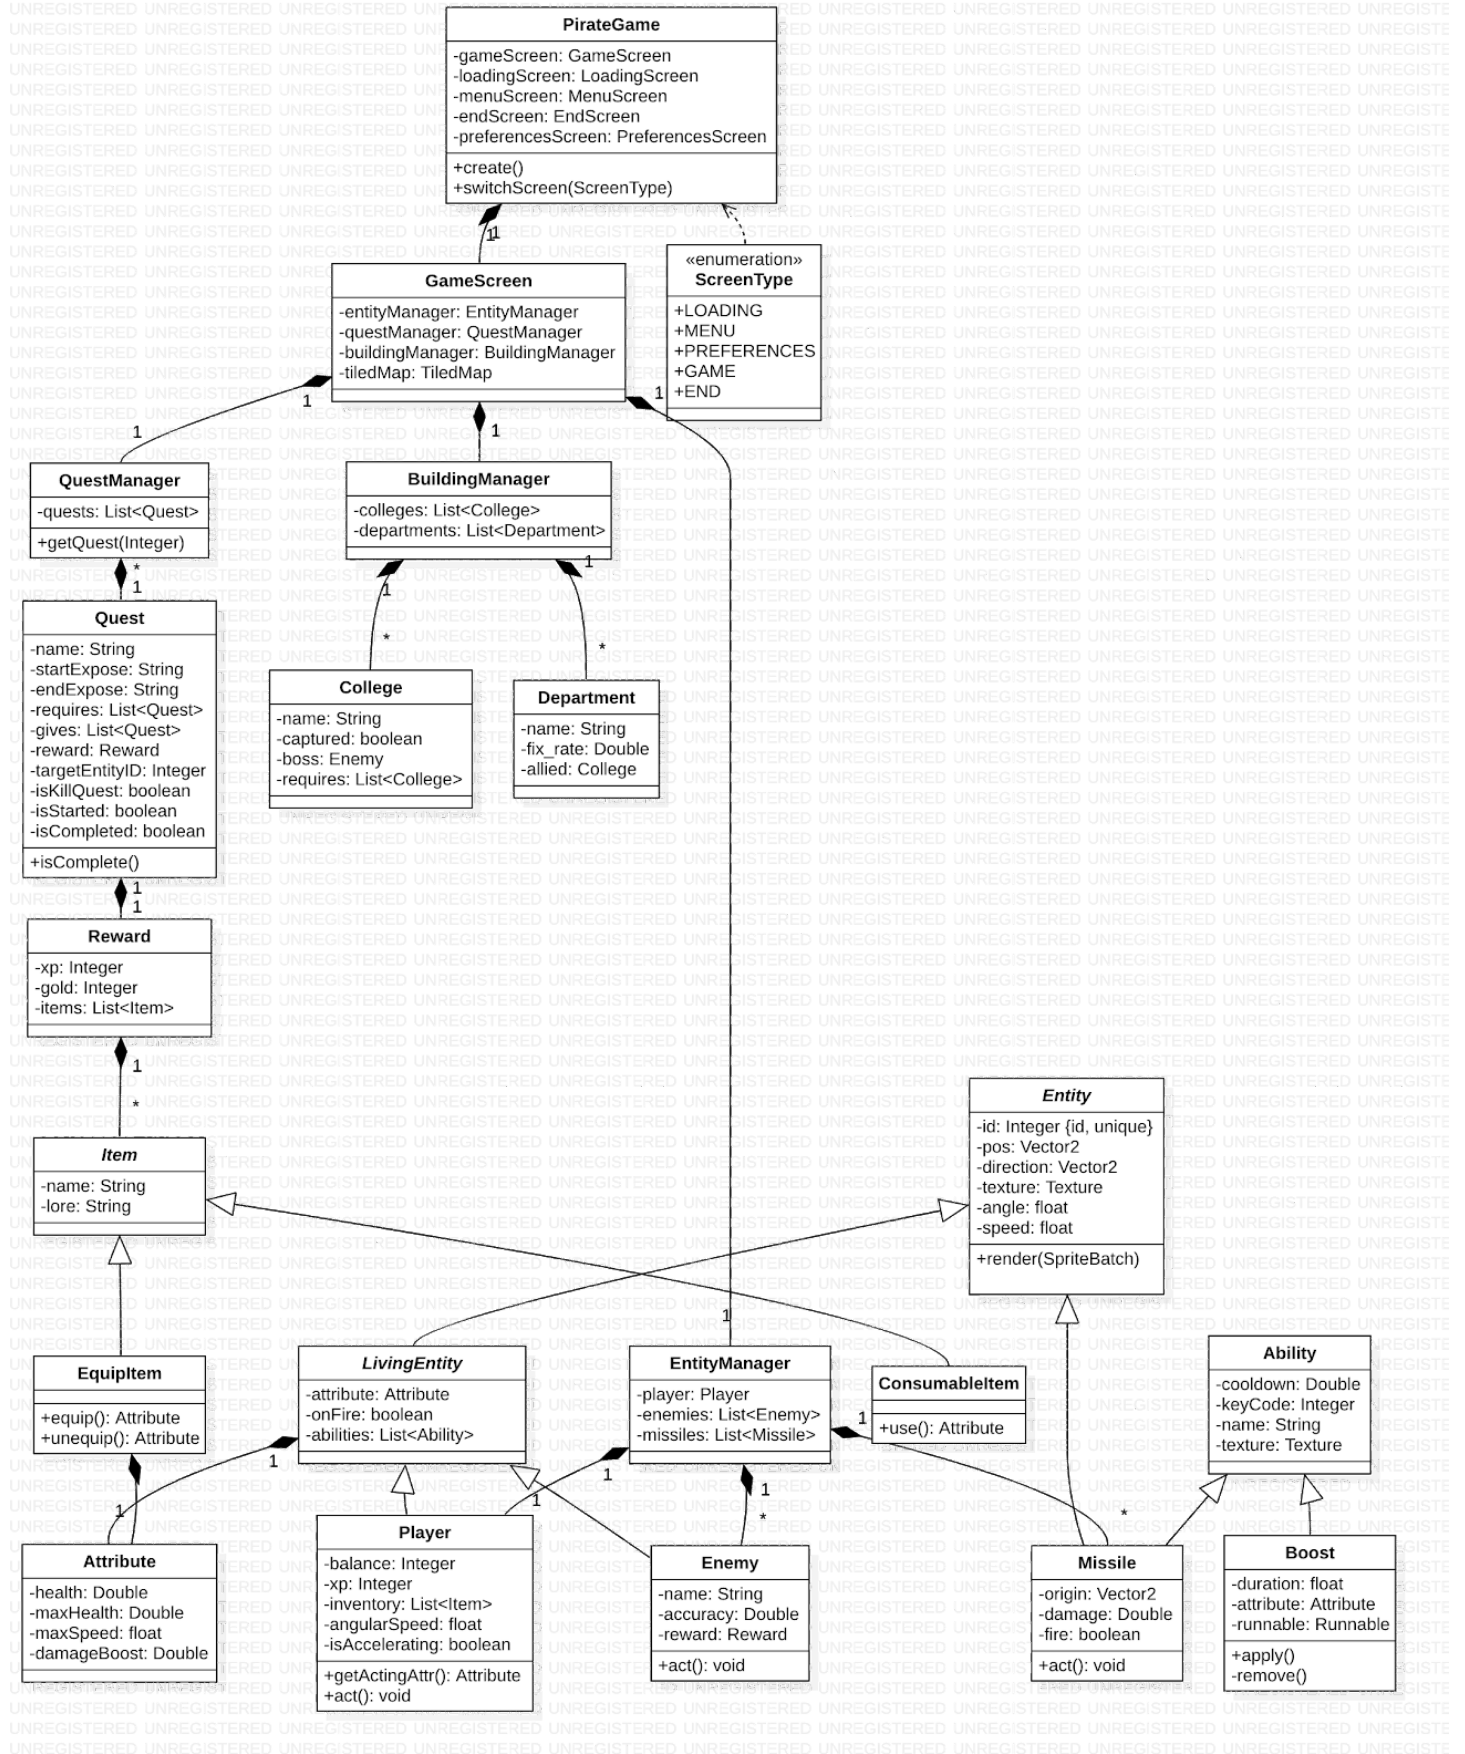 PirateGame
-gameScreen: GameScreen
-loadingScreen: LoadingScreen
-menuScreen: MenuScreen
-endScreen: EndScreen
-preferencesScreen: PreferencesScreen
+create()
+switchScreen(ScreenType)
1
1
«enumeration»
ScreenType
+LOADING
+MENU
+PREFERENCES
+GAME
+END
GameScreen
-entityManager: EntityManager
-questManager: QuestManager
-buildingManager: BuildingManager
-tiledMap: TiledMap
1
1
1
1
QuestManager
-quests: List<Quest>
+getQuest(Integer)
*
1
BuildingManager
-colleges: List<College>
-departments: List<Department>
1
1
*
*
Quest
-name: String
-startExpose: String
-endExpose: String
-requires: List<Quest>
-gives: List<Quest>
-reward: Reward
-targetEntityID: Integer
-isKillQuest: boolean
-isStarted: boolean
-isCompleted: boolean
+isComplete()
1
1
College
-name: String
-captured: boolean
-boss: Enemy
-requires: List<College>
Department
-name: String
-fix_rate: Double
-allied: College
Reward
-xp: Integer
-gold: Integer
-items: List<Item>
1
*
Item
-name: String
-lore: String
Entity
-id: Integer {id, unique}
-pos: Vector2
-direction: Vector2
-texture: Texture
-angle: float
-speed: float
+render(SpriteBatch)
1
EquipItem
+equip(): Attribute
+unequip(): Attribute
LivingEntity
-attribute: Attribute
-onFire: boolean
-abilities: List<Ability>
EntityManager
-player: Player
-enemies: List<Enemy>
-missiles: List<Missile>
ConsumableItem
+use(): Attribute
Ability
-cooldown: Double
-keyCode: Integer
-name: String
-texture: Texture
1
1
1
1
1
1
*
*
Attribute
-health: Double
-maxHealth: Double
-maxSpeed: float
-damageBoost: Double
Player
-balance: Integer
-xp: Integer
-inventory: List<Item>
-angularSpeed: float
-isAccelerating: boolean
+getActingAttr(): Attribute
+act(): void
Enemy
-name: String
-accuracy: Double
-reward: Reward
+act(): void
Missile
-origin: Vector2
-damage: Double
-fire: boolean
+act(): void
Boost
-duration: float
-attribute: Attribute
-runnable: Runnable
+apply()
-remove()
UNREGISTERED